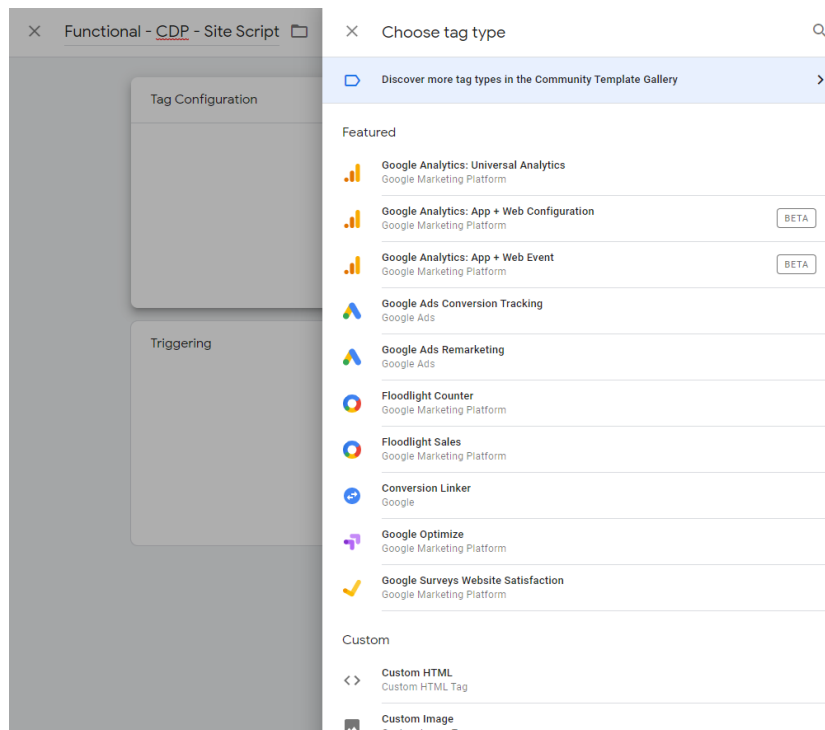 Functional - CDP - Site Script
Tag Configuration
Triggering
Choose tag type
Discover more tag types in the Community Template Gallery
Featured
Google Analytics: Universal Analytics
Google Marketing Platform
Google Analytics: App + Web Configuration
Google Marketing Platform
BETA
Google Analytics: App + Web Event
Google Marketing Platform
BETA
Google Ads Conversion Tracking
Google Ads
Google Ads Remarketing
Google Ads
Floodlight Counter
Google Marketing Platform
Floodlight Sales
Google Marketing Platform
Conversion Linker
Google
Google Optimize
Google Marketing Platform
Google Surveys Website Satisfaction
Google Marketing Platform
Custom
Custom HTML
Custom HTML Tag
Custom Image